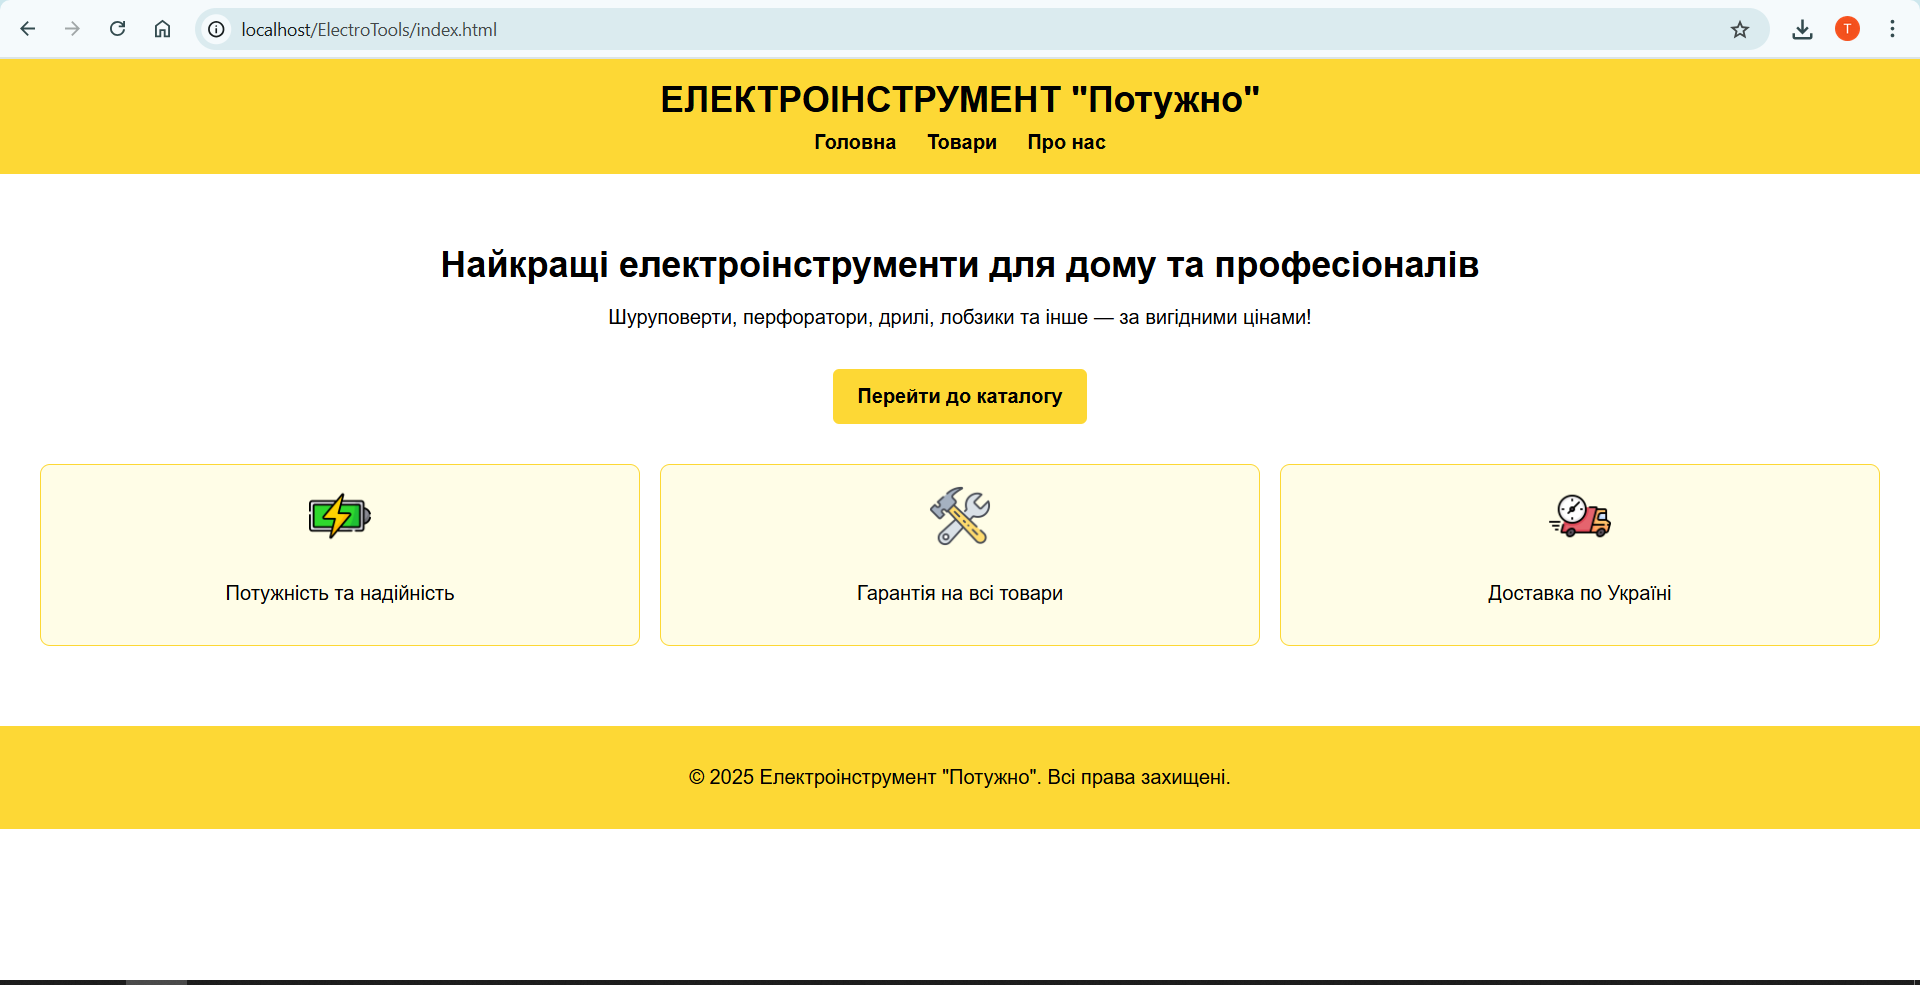 localhost/ElectroTools/index.html
T
ЕЛЕКТРОІНСТРУМЕНТ "Потужно"
Головна Товари Про нас
Найкращі електроінструменти для дому та професіоналів
Шуруповерти, перфоратори, дрилі, лобзики та інше — за вигідними цінами!
Перейти до каталогу
Потужність та надійність
Гарантія на всі товари
Доставка по Україні
© 2025 Електроінструмент "Потужно". Всі права захищені.